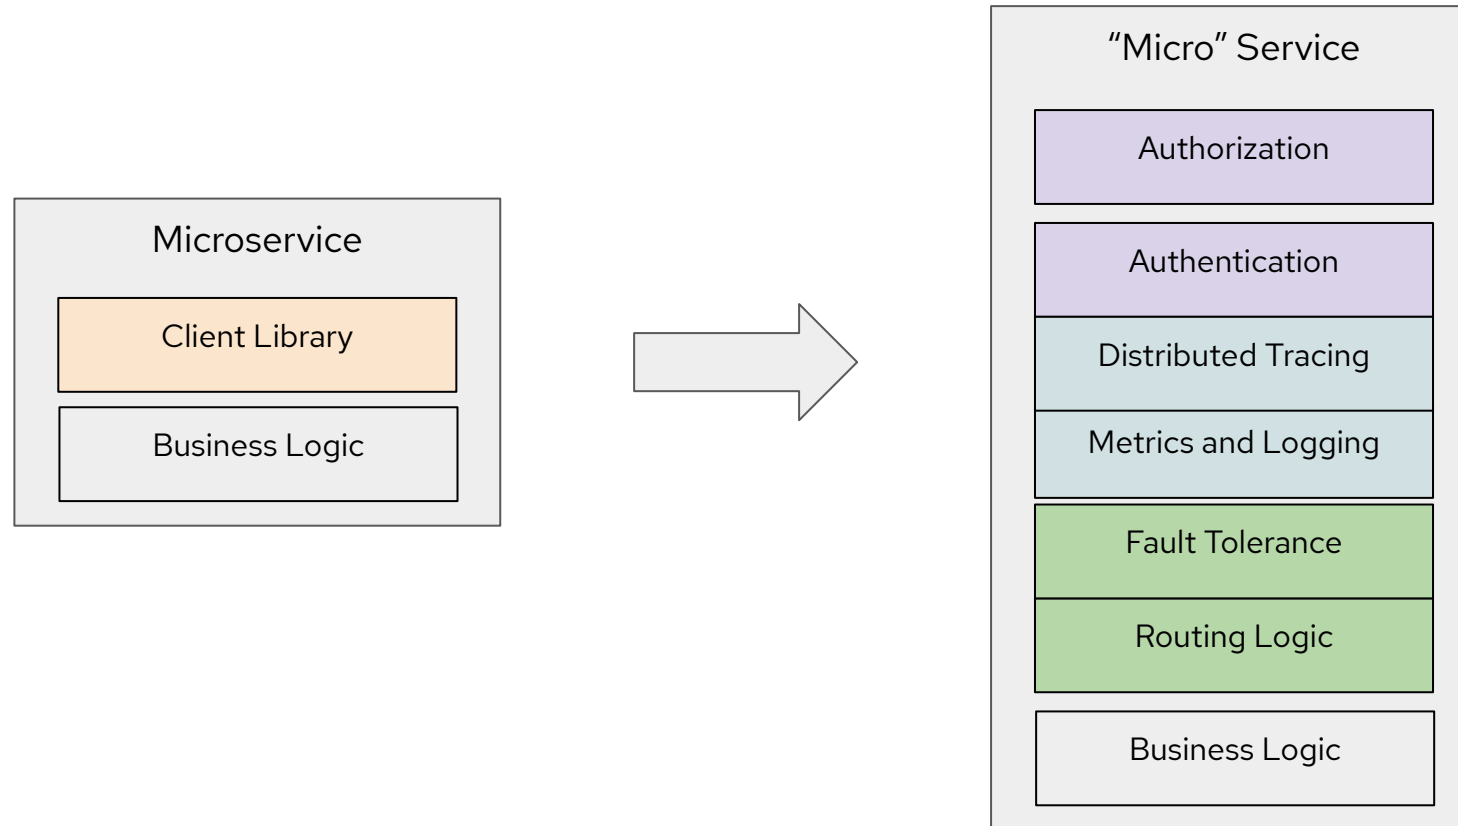 Microservice
Client Library
Business Logic
“Micro” Service
Authorization
Authentication
Distributed Tracing
Metrics and Logging
Fault Tolerance
Routing Logic
Business Logic